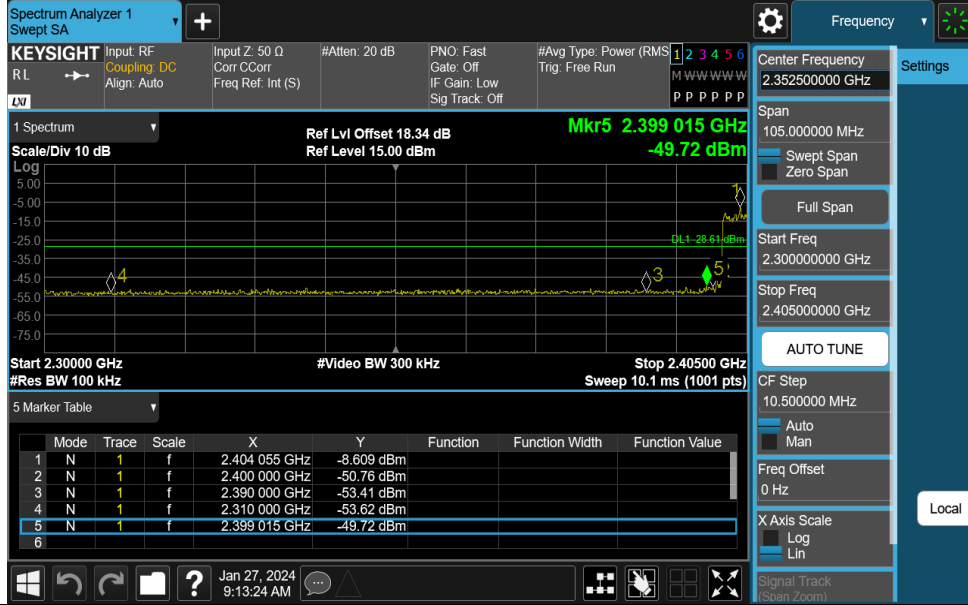 Spectrum Analyzer 1
Swept SA
+
Frequency
KEYSIGHT
R L
LXI
Input: RF
Coupling: DC
Align: Auto
Input Z: 50 Ω
Corr CCorr
Freq Ref: Int (S)
#Atten: 20 dB
PNO: Fast
Gate: Off
IF Gain: Low
Sig Track: Off
#Avg Type: Power (RMS
Trig: Free Run
1 2 3 4 5 6
M W W W W W
P P P P P P
1 Spectrum
Scale/Div 10 dB
Ref Lvl Offset 18.34 dB
Ref Level 15.00 dBm
Mkr5 2.399 015 GHz
-49.72 dBm
Log
5.00
-5.00
-15.0
-25.0
-35.0
-45.0
-55.0
-65.0
-75.0
DL1 -28.61 dBm
4
3
5
1
Start 2.30000 GHz
#Video BW 300 kHz
Stop 2.40500 GHz
#Res BW 100 kHz
Sweep 10.1 ms (1001 pts)
5 Marker Table
Mode Trace Scale X Y Function Function Width Function Value
1 N 1 f 2.404 055 GHz -8.609 dBm
2 N 1 f 2.400 000 GHz -50.76 dBm
3 N 1 f 2.390 000 GHz -53.41 dBm
4 N 1 f 2.310 000 GHz -53.62 dBm
5 N 1 f 2.399 015 GHz -49.72 dBm
6
?
Jan 27, 2024
9:13:24 AM
Center Frequency
2.352500000 GHz
Span
105.000000 MHz
Swept Span
Zero Span
Full Span
Start Freq
2.300000000 GHz
Stop Freq
2.405000000 GHz
AUTO TUNE
CF Step
10.500000 MHz
Auto
Man
Freq Offset
0 Hz
X Axis Scale
Log
Lin
Signal Track
(Span Zoom)
Settings
Local